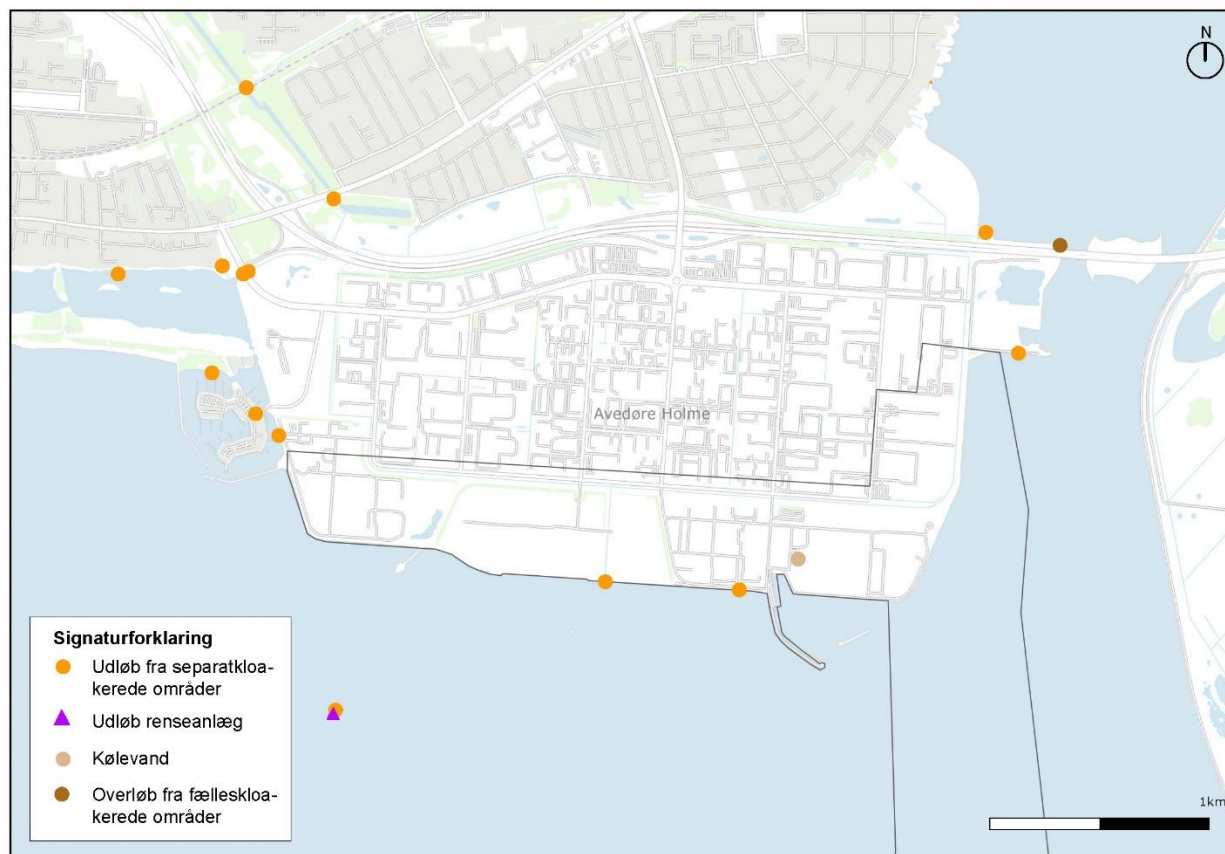 N
Avedøre Holme
Signaturforklaring
Udløb fra separatkloa-
kerede områder
Udløb renseanlæg
Kølevand
Overløb fra fælleskloa-
kerede områder
1km